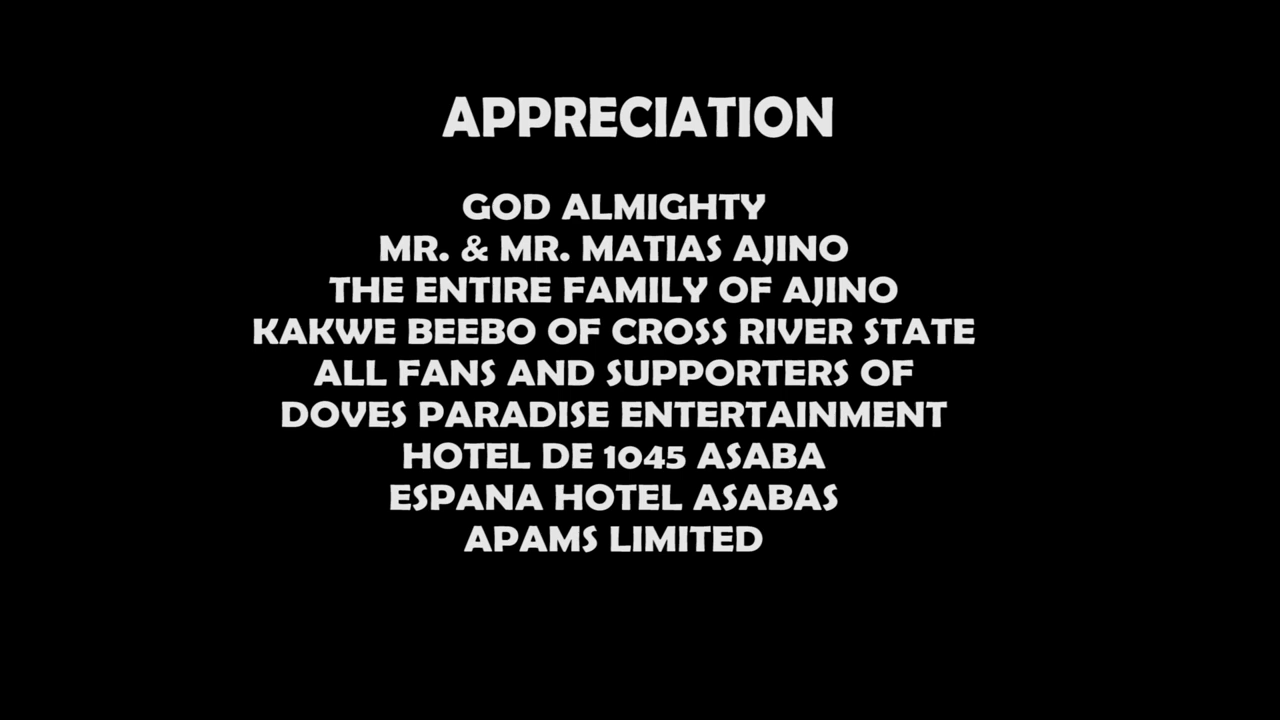 APPRECIATION
GOD ALMIGHTY
MR. & MR. MATIAS AJINO
THE ENTIRE FAMILY OF AJINO
KAKWE BEEBO OF CROSS RIVER STATE
ALL FANS AND SUPPORTERS OF
DOVES PARADISE ENTERTAINMENT
HOTEL DE 1045 ASABA
ESPANA HOTEL ASABAS
APAMS LIMITED